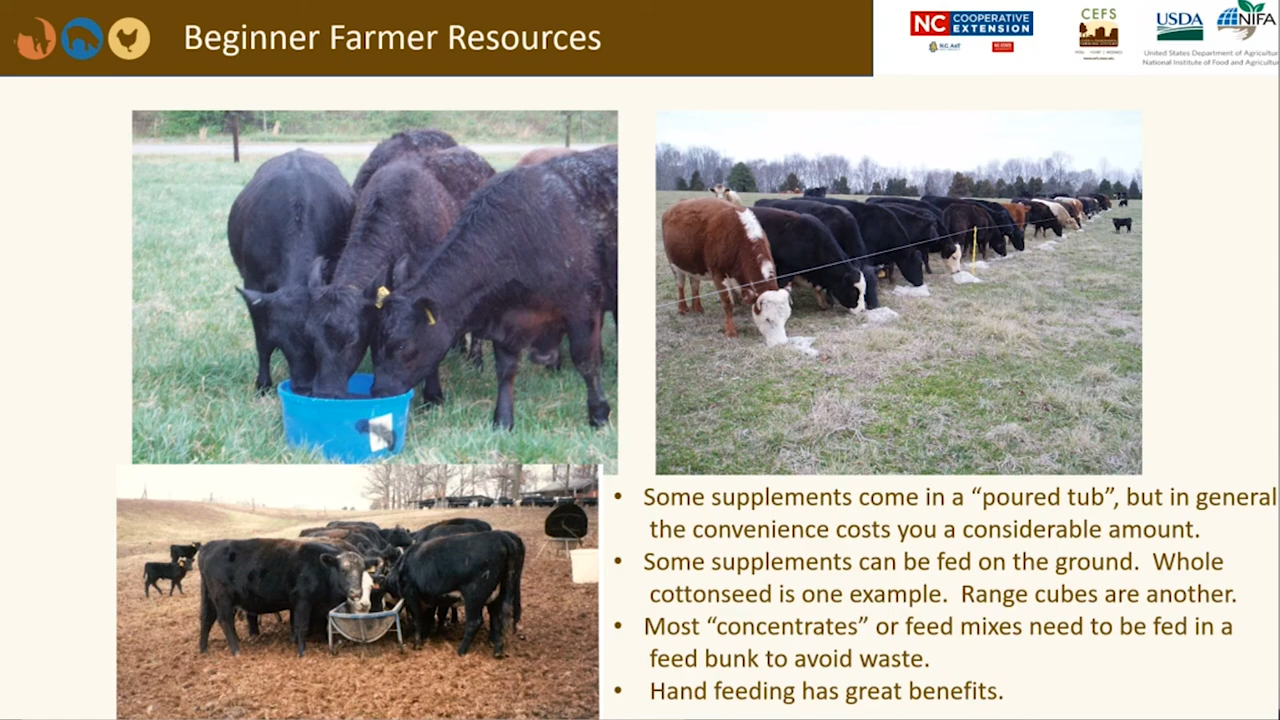 Beginner Farmer Resources
NC COOPERATIVE
EXTENSION
N.C. A&T
NC STATE
CEFS
USDA
NIFA
United States Department of Agricultur
National Institute of Food and Agricultur
• Some supplements come in a “poured tub”, but in general
the convenience costs you a considerable amount.
• Some supplements can be fed on the ground. Whole
cottonseed is one example. Range cubes are another.
• Most “concentrates” or feed mixes need to be fed in a
feed bunk to avoid waste.
• Hand feeding has great benefits.